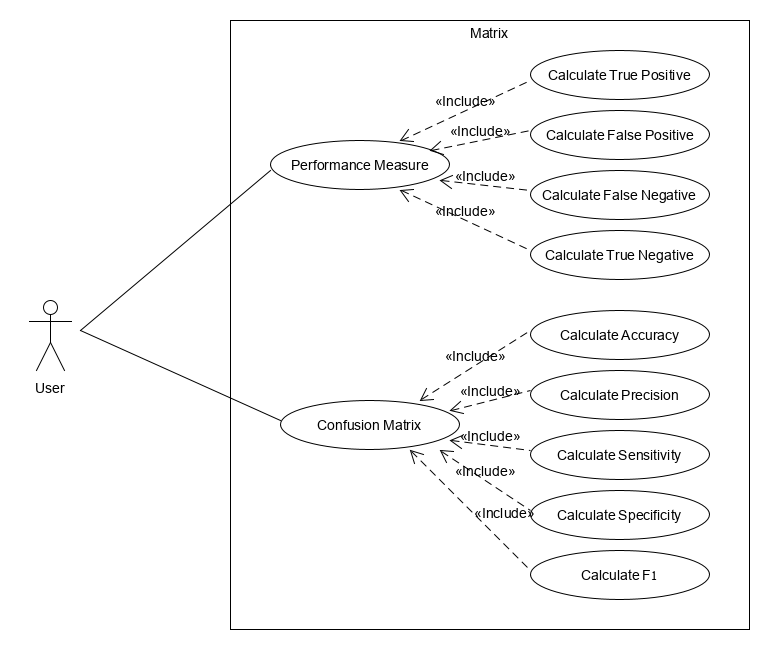 Matrix
Calculate True Positive
«Include»
«Include»
Calculate False Positive
Performance Measure
«Include»
Calculate False Negative
«Include»
Calculate True Negative
User
Calculate Accuracy
«Include»
«Include»
Calculate Precision
Confusion Matrix
«Include»
Calculate Sensitivity
«Include»
«Include»
Calculate Specificity
Calculate F1